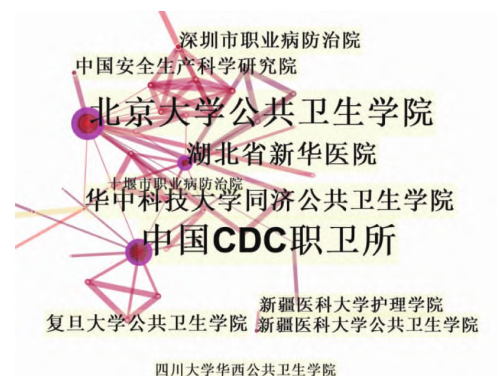 深圳市职业病防治院
中国安全生产科学研究院
北京大学公共卫生学院
湖北省新华医院
十堰市职业病防治院
华中科技大学同济公共卫生学院
中国CDC职卫所
新疆医科大学护理学院
复旦大学公共卫生学院
新疆医科大学公共卫生学院
四川大学华西公共卫生学院